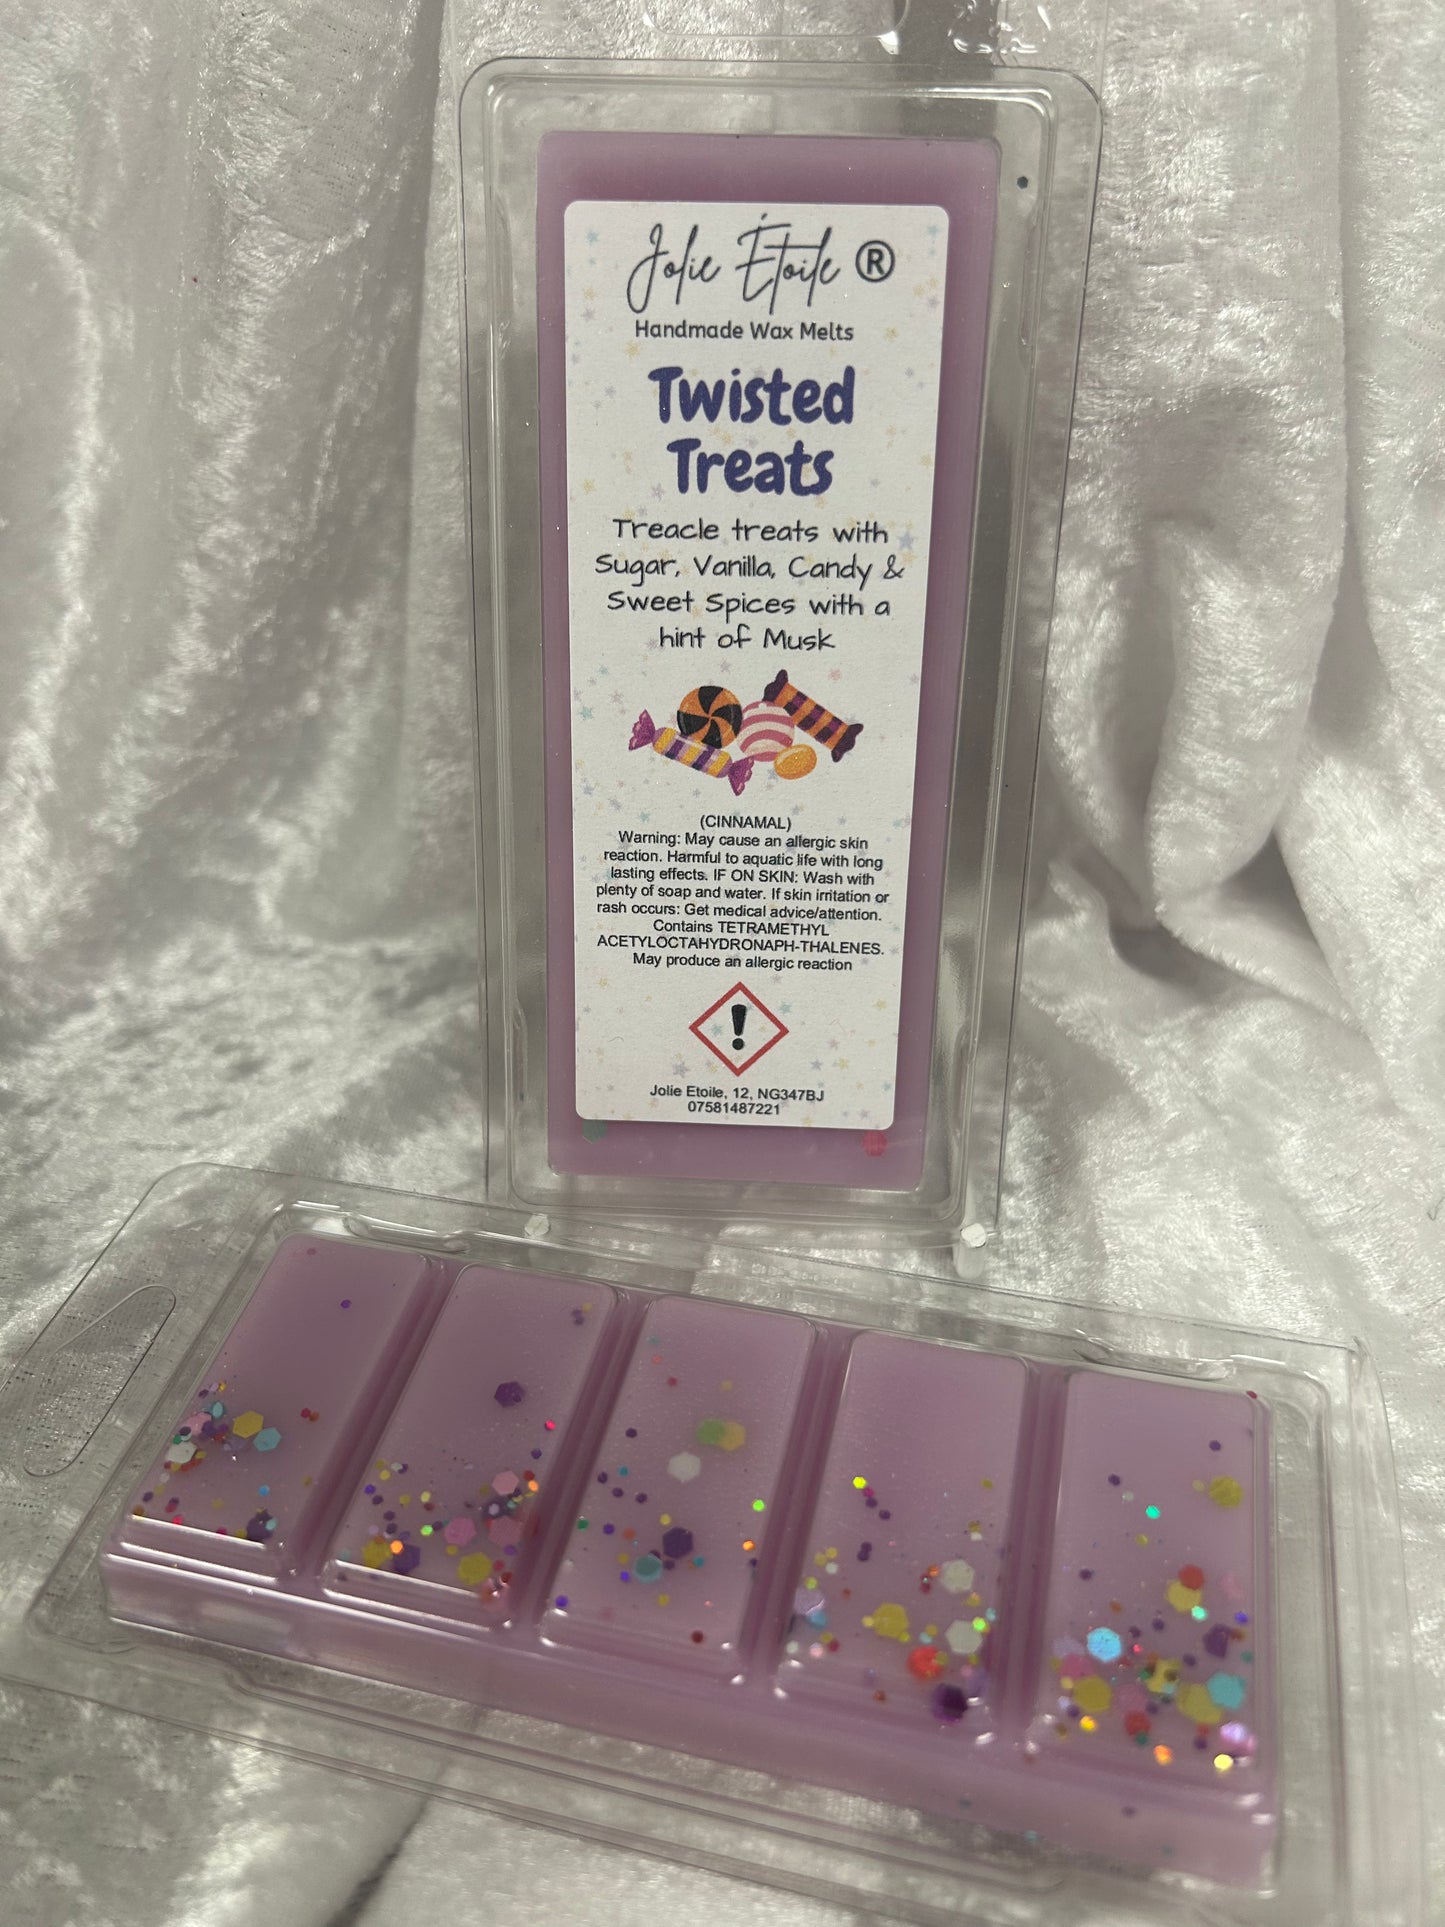 Jolie Étoile ®
Handmade Wax Melts
Twisted
Treats
Treacle treats with
Sugar, Vanilla, Candy &
Sweet Spices with a
hint of Musk
(CINNAMAL)
Warning: May cause an allergic skin
reaction. Harmful to aquatic life with long
lasting effects. IF ON SKIN: Wash with
plenty of soap and water. If skin irritation or
rash occurs: Get medical advice/attention.
Contains TETRAMETHYL
ACETYLOCTAHYDRONAPH-THALENES.
May produce an allergic reaction
!
Jolie Etoile, 12, NG347BJ
07581487221